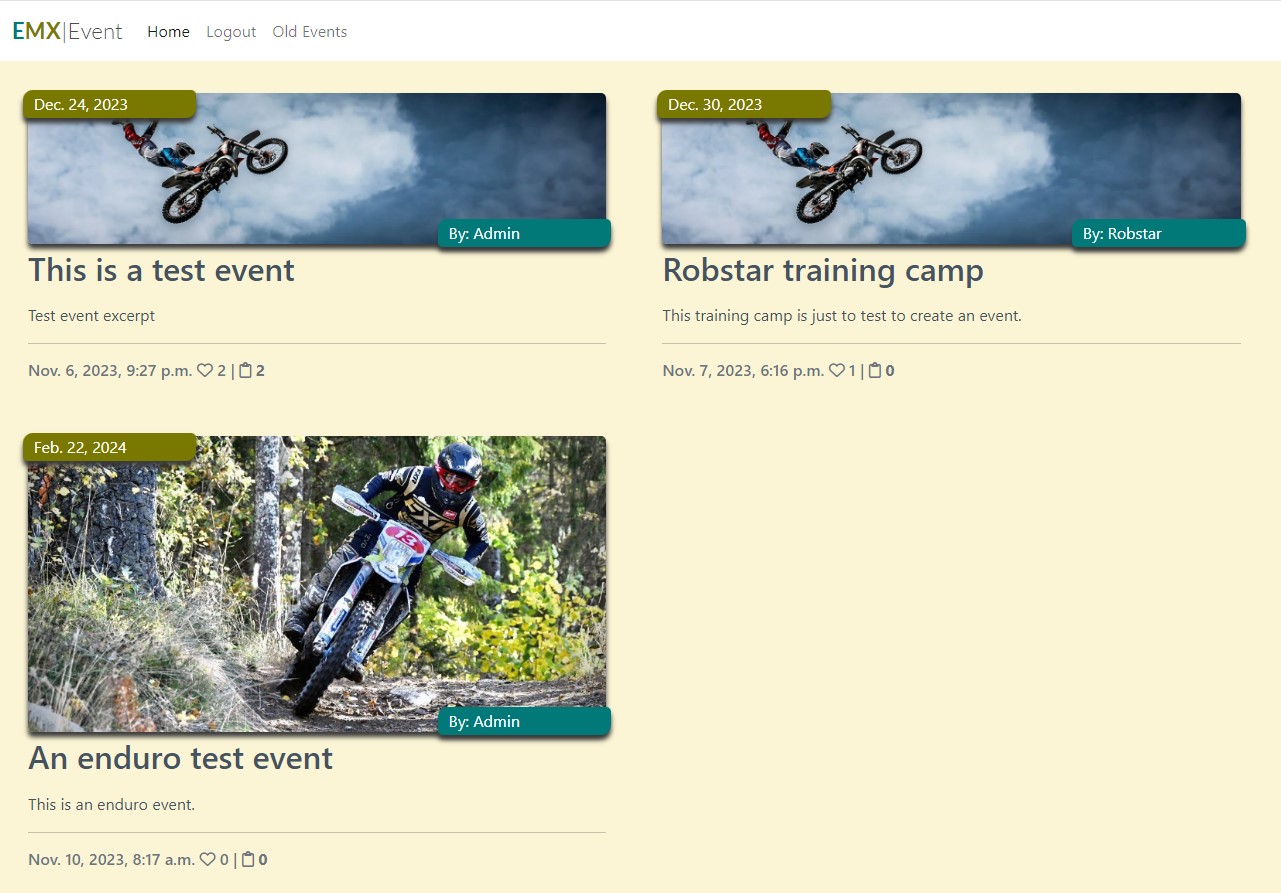 EMX|Event Home Logout Old Events
Dec. 24, 2023
By: Admin
This is a test event
Test event excerpt
Nov. 6, 2023, 9:27 p.m. 2 | 2
Dec. 30, 2023
By: Robstar
Robstar training camp
This training camp is just to test to create an event.
Nov. 7, 2023, 6:16 p.m. 1 | 0
Feb. 22, 2024
EXR
13
By: Admin
An enduro test event
This is an enduro event.
Nov. 10, 2023, 8:17 a.m. 0 | 0